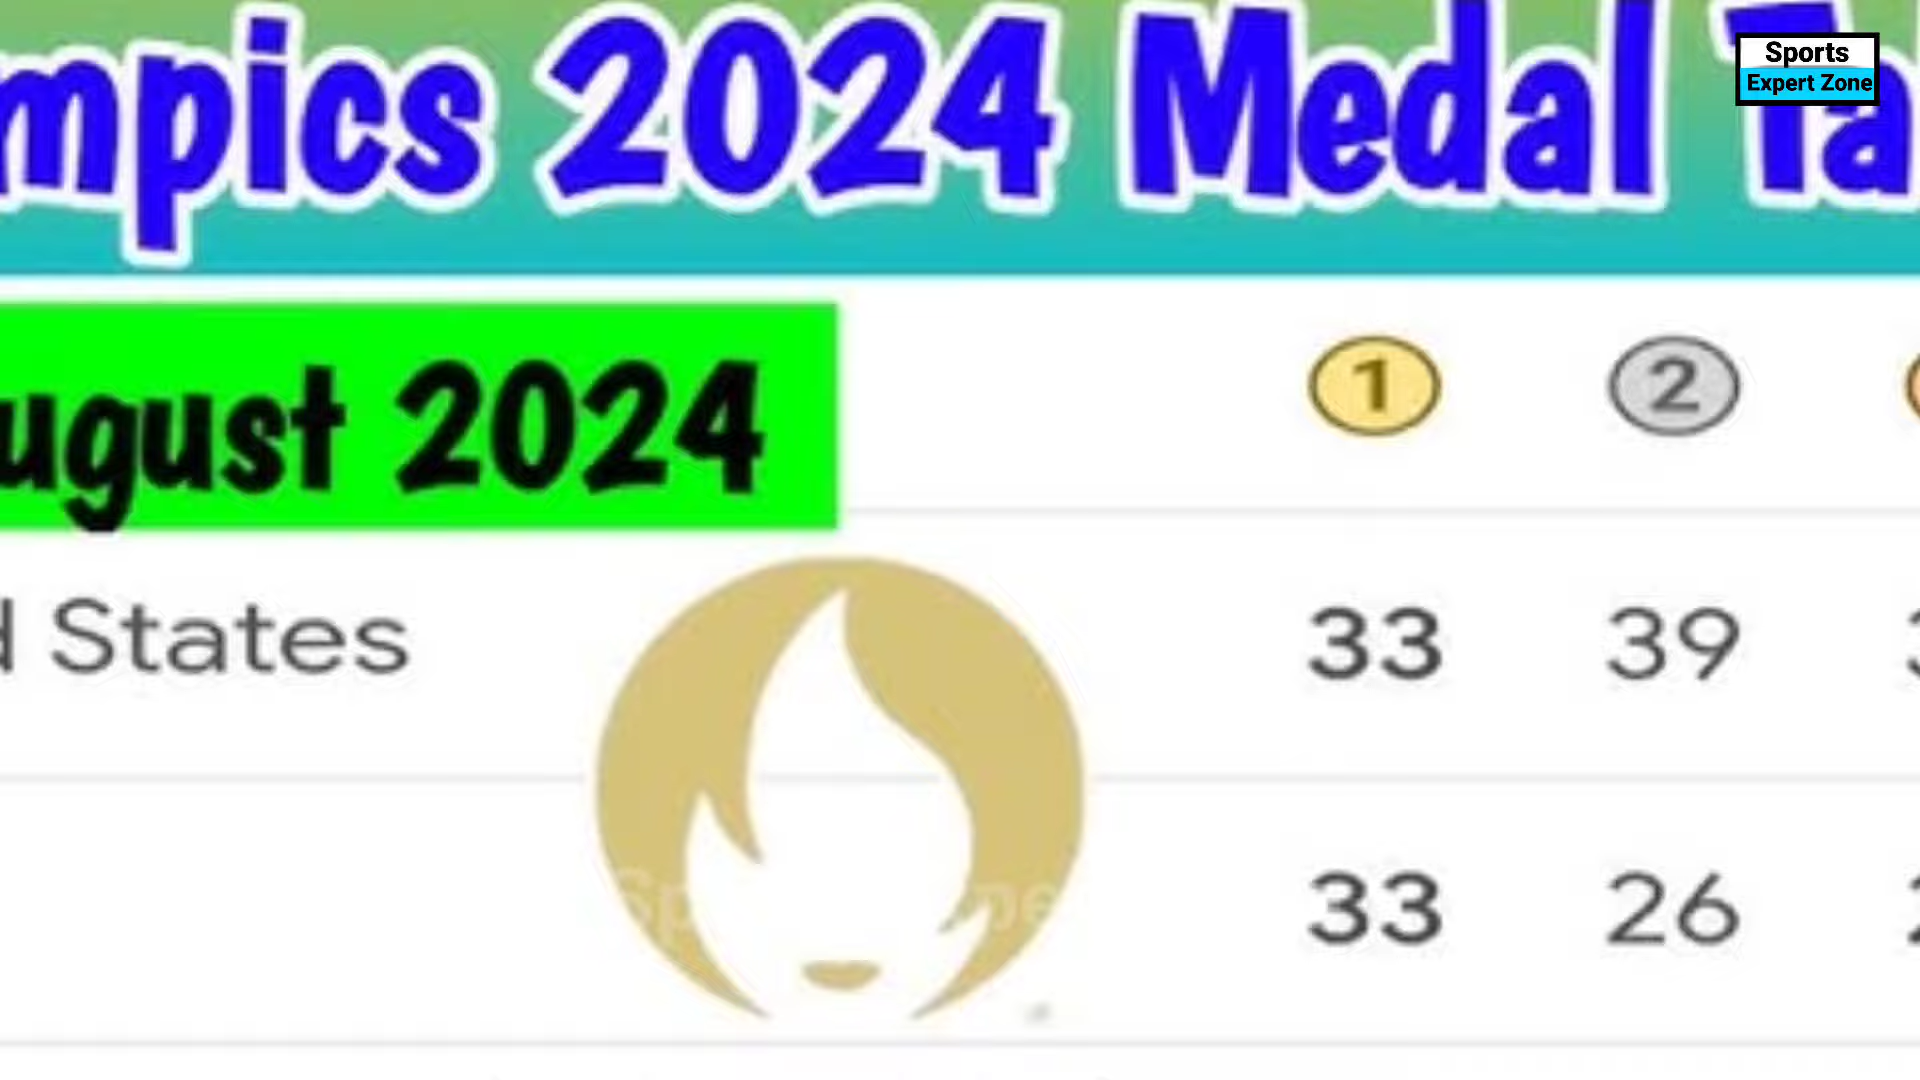 mpics 2024 Medal Ta
Sports
Expert Zone
ugust 2024
1 2
d States 33 39
33 26